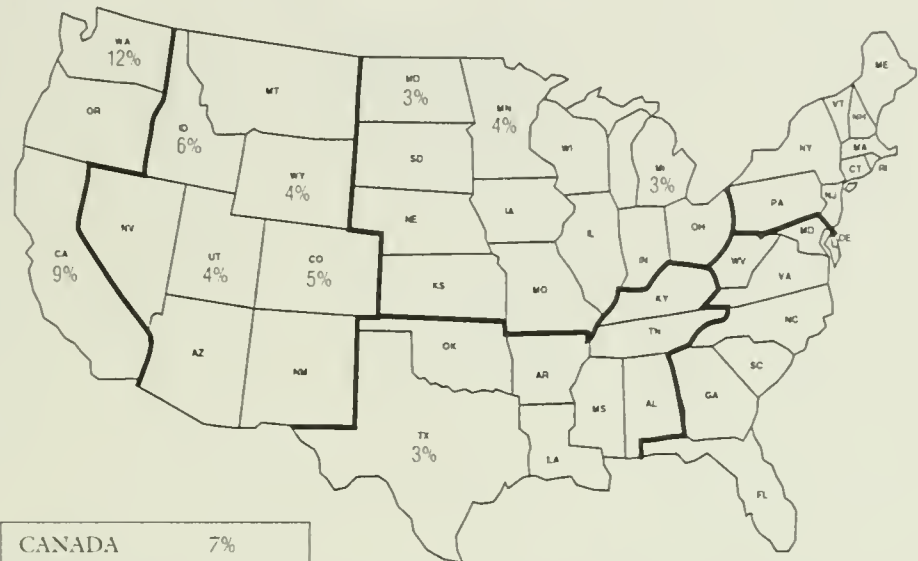 WA
12%
OR
CA
9%
NV
ID
6%
MT
WY
4%
UT
4%
CO
5%
AZ
NM
MD
3%
SD
NE
KS
OK
TX
3%
MN
4%
IA
MO
AR
LA
WI
IL
MI
3%
IN
OH
KY
TN
MS
AL
GA
FL
SC
NC
VA
WV
MD
DE
PA
NJ
NY
CT
RI
MA
VT
NH
ME
CANADA 7%